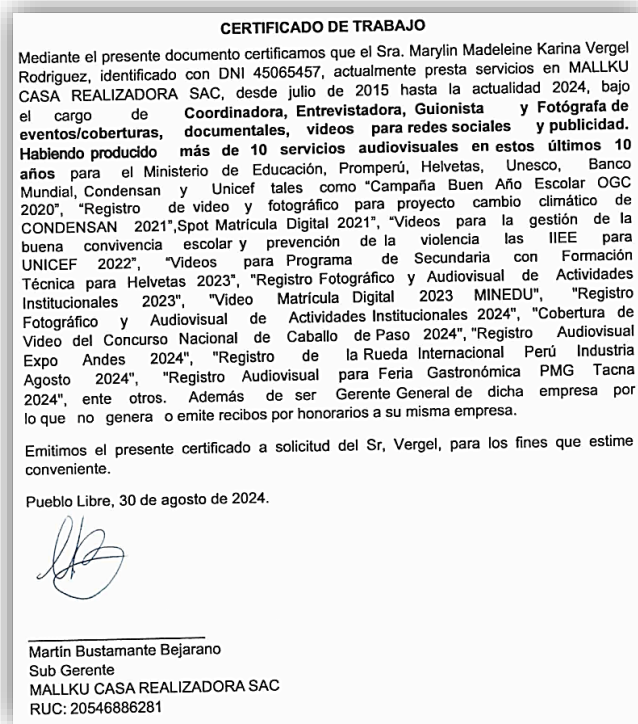 CERTIFICADO DE TRABAJO
Mediante el presente documento certificamos que el Sra. Marylin Madeleine Karina Vergel
Rodriguez, identificado con DNI 45065457, actualmente presta servicios en MALLKU
CASA REALIZADORA SAC, desde julio de 2015 hasta la actualidad 2024, bajo
el cargo de Coordinadora, Entrevistadora, Guionista y Fotógrafa de
eventos/coberturas, documentales, videos para redes sociales y publicidad.
Habiendo producido más de 10 servicios audiovisuales en estos últimos 10
años para el Ministerio de Educación, Promperú, Helvetas, Unesco, Banco
Mundial, Condensan y Unicef tales como “Campaña Buen Año Escolar OGC
2020”, “Registro de video y fotográfico para proyecto cambio climático de
CONDENSAN 2021”,Spot Matrícula Digital 2021”, “Videos para la gestión de la
buena convivencia escolar y prevención de la violencia las IIEE para
UNICEF 2022”, “Videos para Programa de Secundaria con Formación
Técnica para Helvetas 2023", "Registro Fotográfico y Audiovisual de Actividades
Institucionales 2023", "Video Matrícula Digital 2023 MINEDU", "Registro
Fotográfico y Audiovisual de Actividades Institucionales 2024", "Cobertura de
Video del Concurso Nacional de Caballo de Paso 2024", "Registro Audiovisual
Expo Andes 2024", "Registro de la Rueda Internacional Perú Industria
Agosto 2024", "Registro Audiovisual para Feria Gastronómica PMG Tacna
2024", ente otros. Además de ser Gerente General de dicha empresa por
lo que no genera o emite recibos por honorarios a su misma empresa.
Emitimos el presente certificado a solicitud del Sr, Vergel, para los fines que estime
conveniente.
Pueblo Libre, 30 de agosto de 2024.
Martin Bustamante Bejarano
Sub Gerente
MALLKU CASA REALIZADORA SAC
RUC: 20546886281